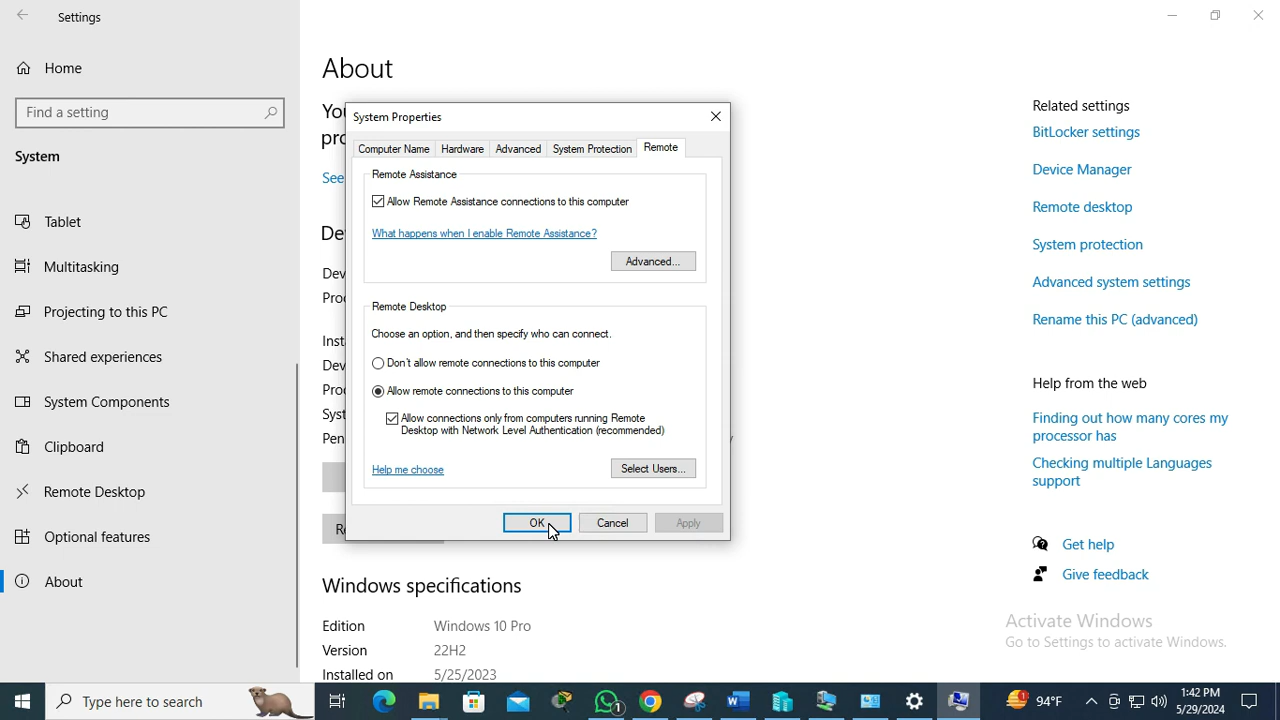 Settings
Home
Find a setting
System
Tablet
Multitasking
Projecting to this PC
Shared experiences
System Components
Clipboard
Remote Desktop
Optional features
About
About
See
System Properties
Computer Name
Hardware
Advanced
System Protection
Remote
Remote Assistance
Allow Remote Assistance connections to this computer
What happens when I enable Remote Assistance?
Advanced...
Remote Desktop
Choose an option, and then specify who can connect.
Don't allow remote connections to this computer
Allow remote connections to this computer
Allow connections only from computers running Remote
Desktop with Network Level Authentication (recommended)
Help me choose
Select Users...
OK
Cancel
Apply
Windows specifications
Edition Windows 10 Pro
Version 22H2
Installed on 5/25/2023
Related settings
BitLocker settings
Device Manager
Remote desktop
System protection
Advanced system settings
Rename this PC (advanced)
Help from the web
Finding out how many cores my
processor has
Checking multiple Languages
support
Get help
Give feedback
Activate Windows
Go to Settings to activate Windows.
Type here to search
1
94°F
1:42 PM
5/29/2024